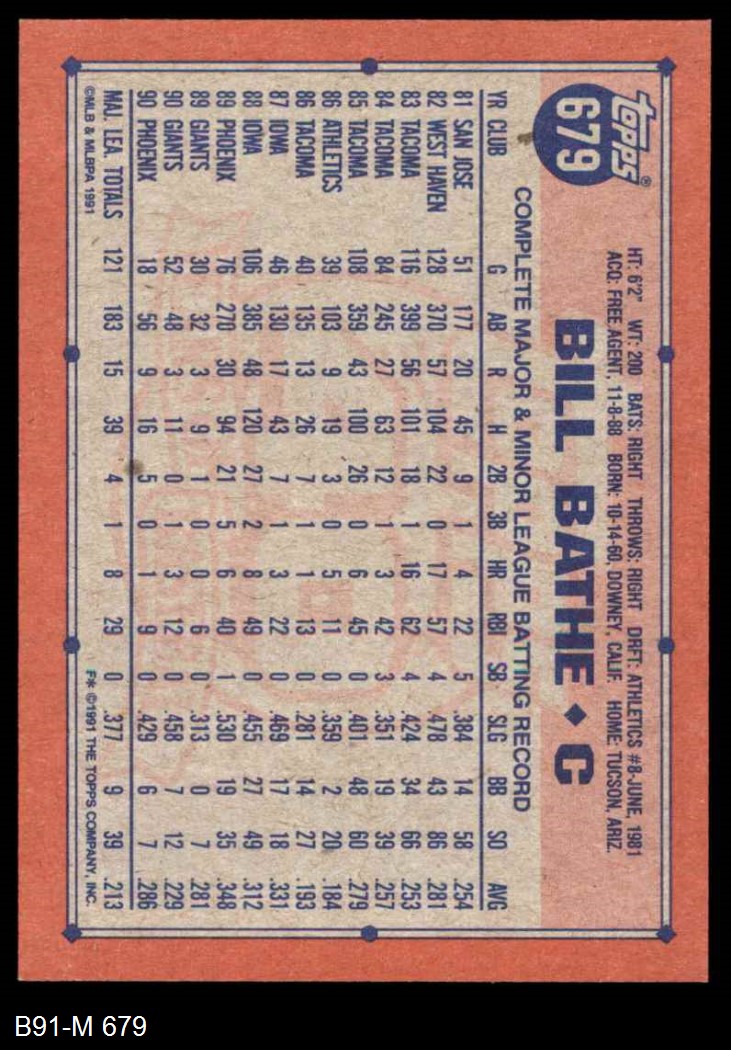 topps®
679
HT: 6'2" WT: 200 BATS: RIGHT THROWS: RIGHT DRFT: ATHLETICS #8-JUNE, 1981
ACQ: FREE AGENT, 11-8-88 BORN: 10-14-60, DOWNEY, CALIF. HOME: TUCSON, ARIZ.
BILL BATHE ♦ C
COMPLETE MAJOR & MINOR LEAGUE BATTING RECORD
YR CLUB G AB R H 2B 3B HR RBI SB SLG BB SO AVG
81 SAN JOSE 51 177 20 45 9 1 4 22 5 .384 14 58 .254
82 WEST HAVEN 128 370 57 104 22 0 17 57 4 .478 43 86 .281
83 TACOMA 116 399 56 101 18 1 16 62 4 .424 34 66 .253
84 TACOMA 84 245 27 63 12 1 3 42 3 .351 19 39 .257
85 TACOMA 108 359 43 100 26 0 6 45 0 .401 48 60 .279
86 ATHLETICS 39 103 9 19 3 0 5 11 0 .359 2 20 .184
86 TACOMA 40 135 13 26 7 1 1 13 0 .281 14 27 .193
87 IOWA 46 130 17 43 7 1 3 22 0 .469 17 18 .331
88 IOWA 106 385 48 120 27 2 8 49 0 .455 27 49 .312
89 PHOENIX 76 270 30 94 21 5 6 40 1 .530 19 35 .348
89 GIANTS 30 32 3 9 1 0 0 6 0 .313 0 7 .281
90 GIANTS 52 48 3 11 0 1 3 12 0 .458 7 12 .229
90 PHOENIX 18 56 9 16 5 0 1 9 0 .429 6 7 .286
MAJ. LEA. TOTALS 121 183 15 39 4 1 8 29 0 .377 9 39 .213
©MLB & MLBPA 1991
F* ©1991 THE TOPPS COMPANY, INC.
B91-M 679